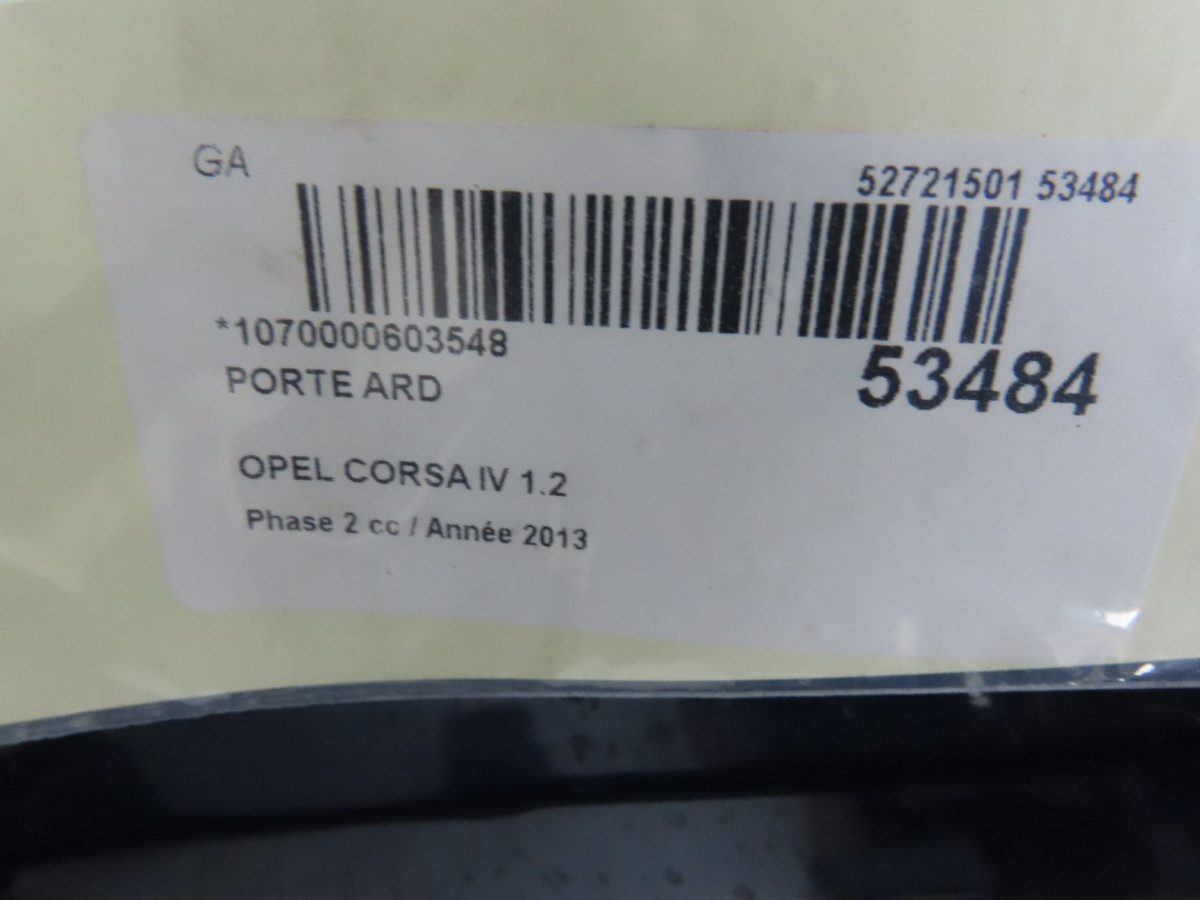 GA
52721501 53484
*1070000603548
53484
PORTE ARD
OPEL CORSA IV 1.2
Phase 2 cc / Année 2013